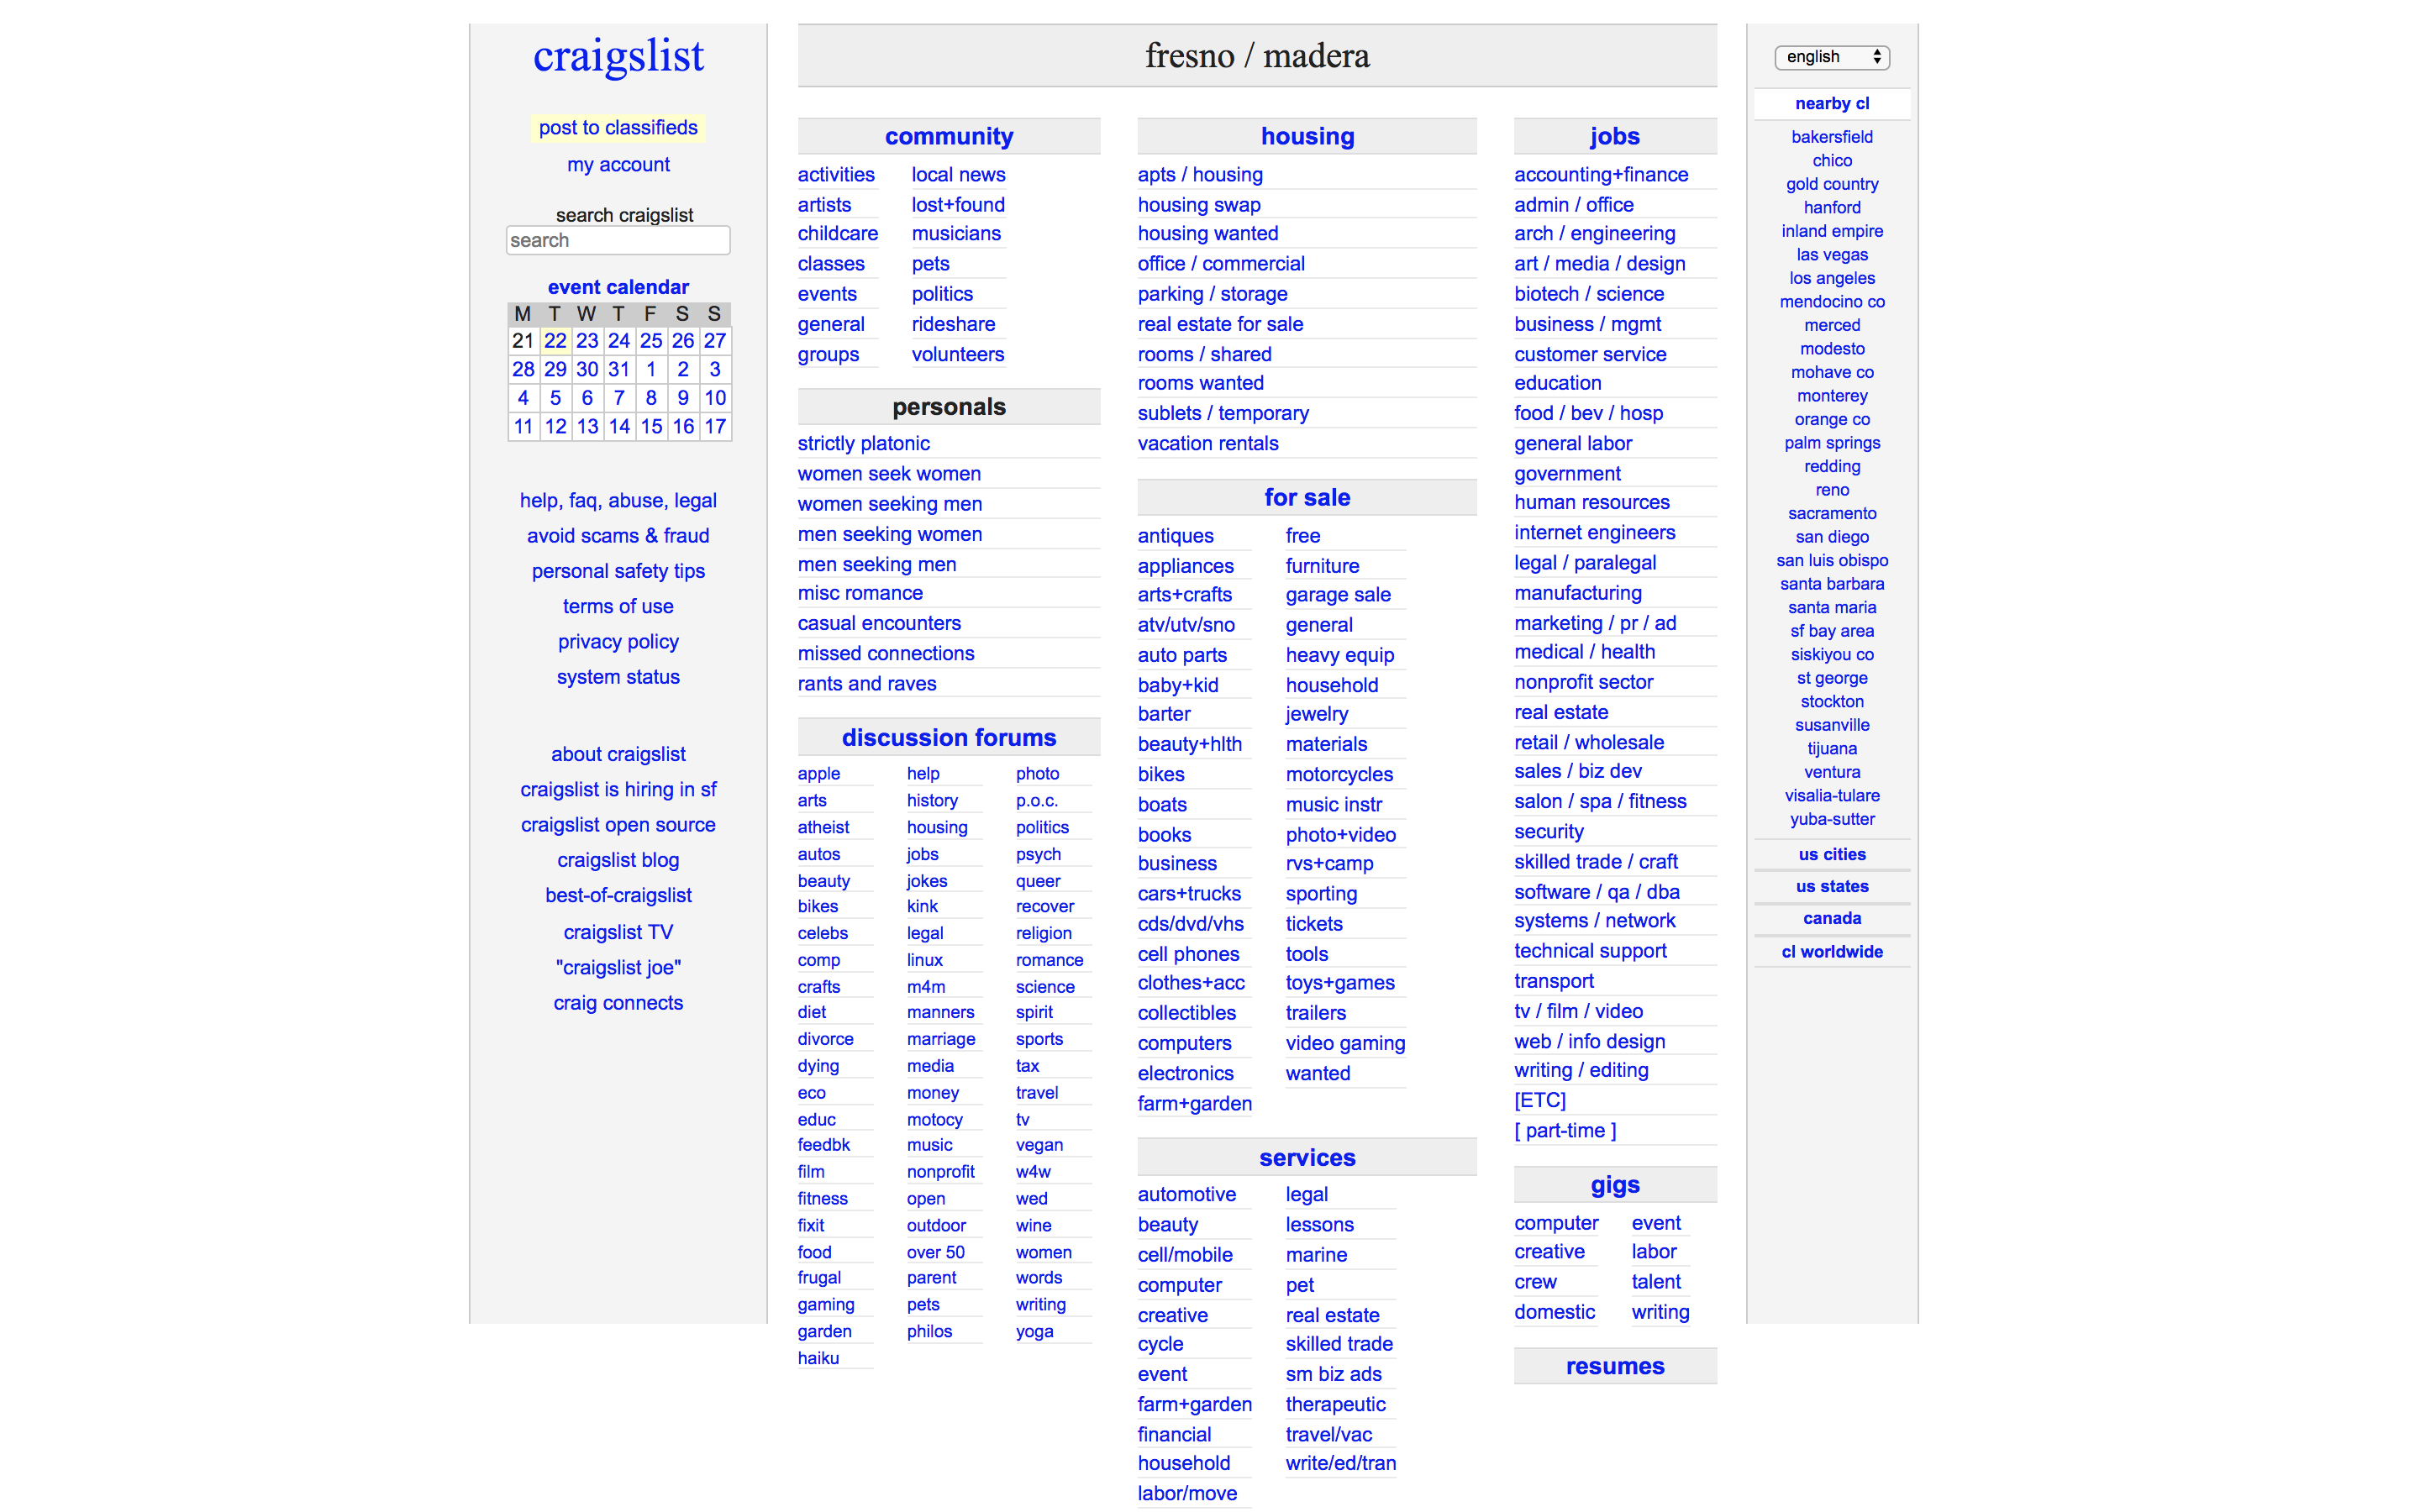 craigslist
post to classifieds
my account
search craigslist
search
event calendar
M T W T F S S
21 22 23 24 25 26 27
28 29 30 31 1 2 3
4 5 6 7 8 9 10
11 12 13 14 15 16 17
help, faq, abuse, legal
avoid scams & fraud
personal safety tips
terms of use
privacy policy
system status
about craigslist
craigslist is hiring in sf
craigslist open source
craigslist blog
best-of-craigslist
craigslist TV
"craigslist joe"
craig connects
fresno / madera
community
activities
artists
childcare
classes
events
general
groups
local news
lost+found
musicians
pets
politics
rideshare
volunteers
personals
strictly platonic
women seek women
women seeking men
men seeking women
men seeking men
misc romance
casual encounters
missed connections
rants and raves
discussion forums
apple
arts
atheist
autos
beauty
bikes
celebs
comp
crafts
diet
divorce
dying
eco
educ
feedbk
film
fitness
fixit
food
frugal
gaming
garden
haiku
help
history
housing
jobs
jokes
kink
legal
linux
m4m
manners
marriage
media
money
motocy
music
nonprofit
open
outdoor
over 50
parent
pets
philos
photo
p.o.c.
politics
psych
queer
recover
religion
romance
science
spirit
sports
tax
travel
tv
vegan
w4w
wed
wine
women
words
writing
yoga
housing
apts / housing
housing swap
housing wanted
office / commercial
parking / storage
real estate for sale
rooms / shared
rooms wanted
sublets / temporary
vacation rentals
for sale
antiques
appliances
arts+crafts
atv/utv/sno
auto parts
baby+kid
barter
beauty+hlth
bikes
boats
books
business
cars+trucks
cds/dvd/vhs
cell phones
clothes+acc
collectibles
computers
electronics
farm+garden
free
furniture
garage sale
general
heavy equip
household
jewelry
materials
motorcycles
music instr
photo+video
rvs+camp
sporting
tickets
tools
toys+games
trailers
video gaming
wanted
services
automotive
beauty
cell/mobile
computer
creative
cycle
event
farm+garden
financial
household
labor/move
legal
lessons
marine
pet
real estate
skilled trade
sm biz ads
therapeutic
travel/vac
write/ed/tran
jobs
accounting+finance
admin / office
arch / engineering
art / media / design
biotech / science
business / mgmt
customer service
education
food / bev / hosp
general labor
government
human resources
internet engineers
legal / paralegal
manufacturing
marketing / pr / ad
medical / health
nonprofit sector
real estate
retail / wholesale
sales / biz dev
salon / spa / fitness
security
skilled trade / craft
software / qa / dba
systems / network
technical support
transport
tv / film / video
web / info design
writing / editing
[ETC]
[ part-time ]
gigs
computer
creative
crew
domestic
event
labor
talent
writing
resumes
english
nearby cl
bakersfield
chico
gold country
hanford
inland empire
las vegas
los angeles
mendocino co
merced
modesto
mohave co
monterey
orange co
palm springs
redding
reno
sacramento
san diego
san luis obispo
santa barbara
santa maria
sf bay area
siskiyou co
st george
stockton
susanville
tijuana
ventura
visalia-tulare
yuba-sutter
us cities
us states
canada
cl worldwide